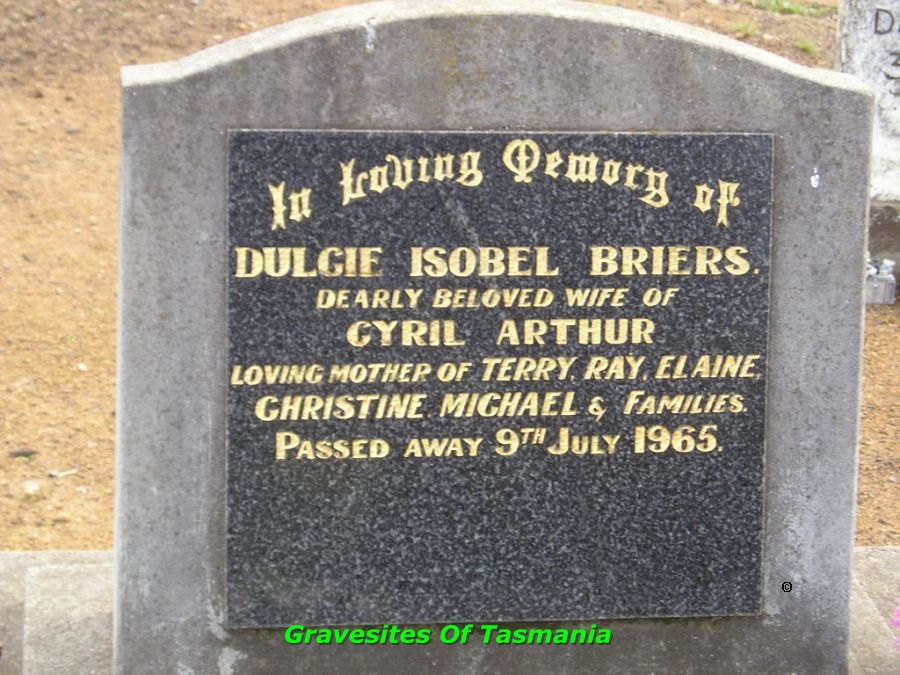 In Loving Memory of
DULCIE ISOBEL BRIERS.
DEARLY BELOVED WIFE OF
CYRIL ARTHUR
LOVING MOTHER OF TERRY, RAY, ELAINE,
CHRISTINE, MICHAEL & FAMILIES.
PASSED AWAY 9TH JULY 1965.
©
Gravesites Of Tasmania